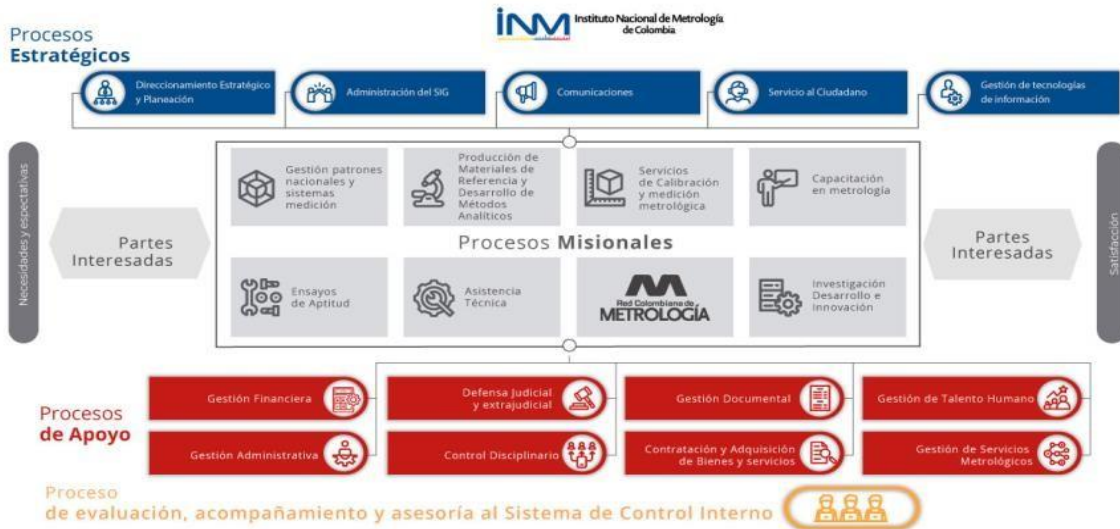 INM Instituto Nacional de Metrología
de Colombia
Procesos
Estratégicos
Direccionamiento Estratégico
y Planeación
Administración del SIG
Comunicaciones
Servicio al Ciudadano
Gestión de tecnologías
de información
Necesidades y espectativas
Partes
Interesadas
Gestión patrones
nacionales y
sistemas
medición
Producción de
Materiales de
Referencia y
Desarrollo de
Métodos
Analíticos
Servicios
de Calibración
y medición
metrológica
Capacitación
en metrología
Procesos Misionales
Ensayos
de Aptitud
Asistencia
Técnica
Red Colombiana de
METROLOGÍA
Investigación
Desarrollo e
Innovación
Partes
Interesadas
Satisfacción
Procesos
de Apoyo
Gestión Financiera
Defensa Judicial
y extrajudicial
Gestión Documental
Gestión de Talento Humano
Gestión Administrativa
Control Disciplinario
Contratación y Adquisición
de Bienes y servicios
Gestión de Servicios
Metrológicos
Proceso
de evaluación, acompañamiento y asesoría al Sistema de Control Interno